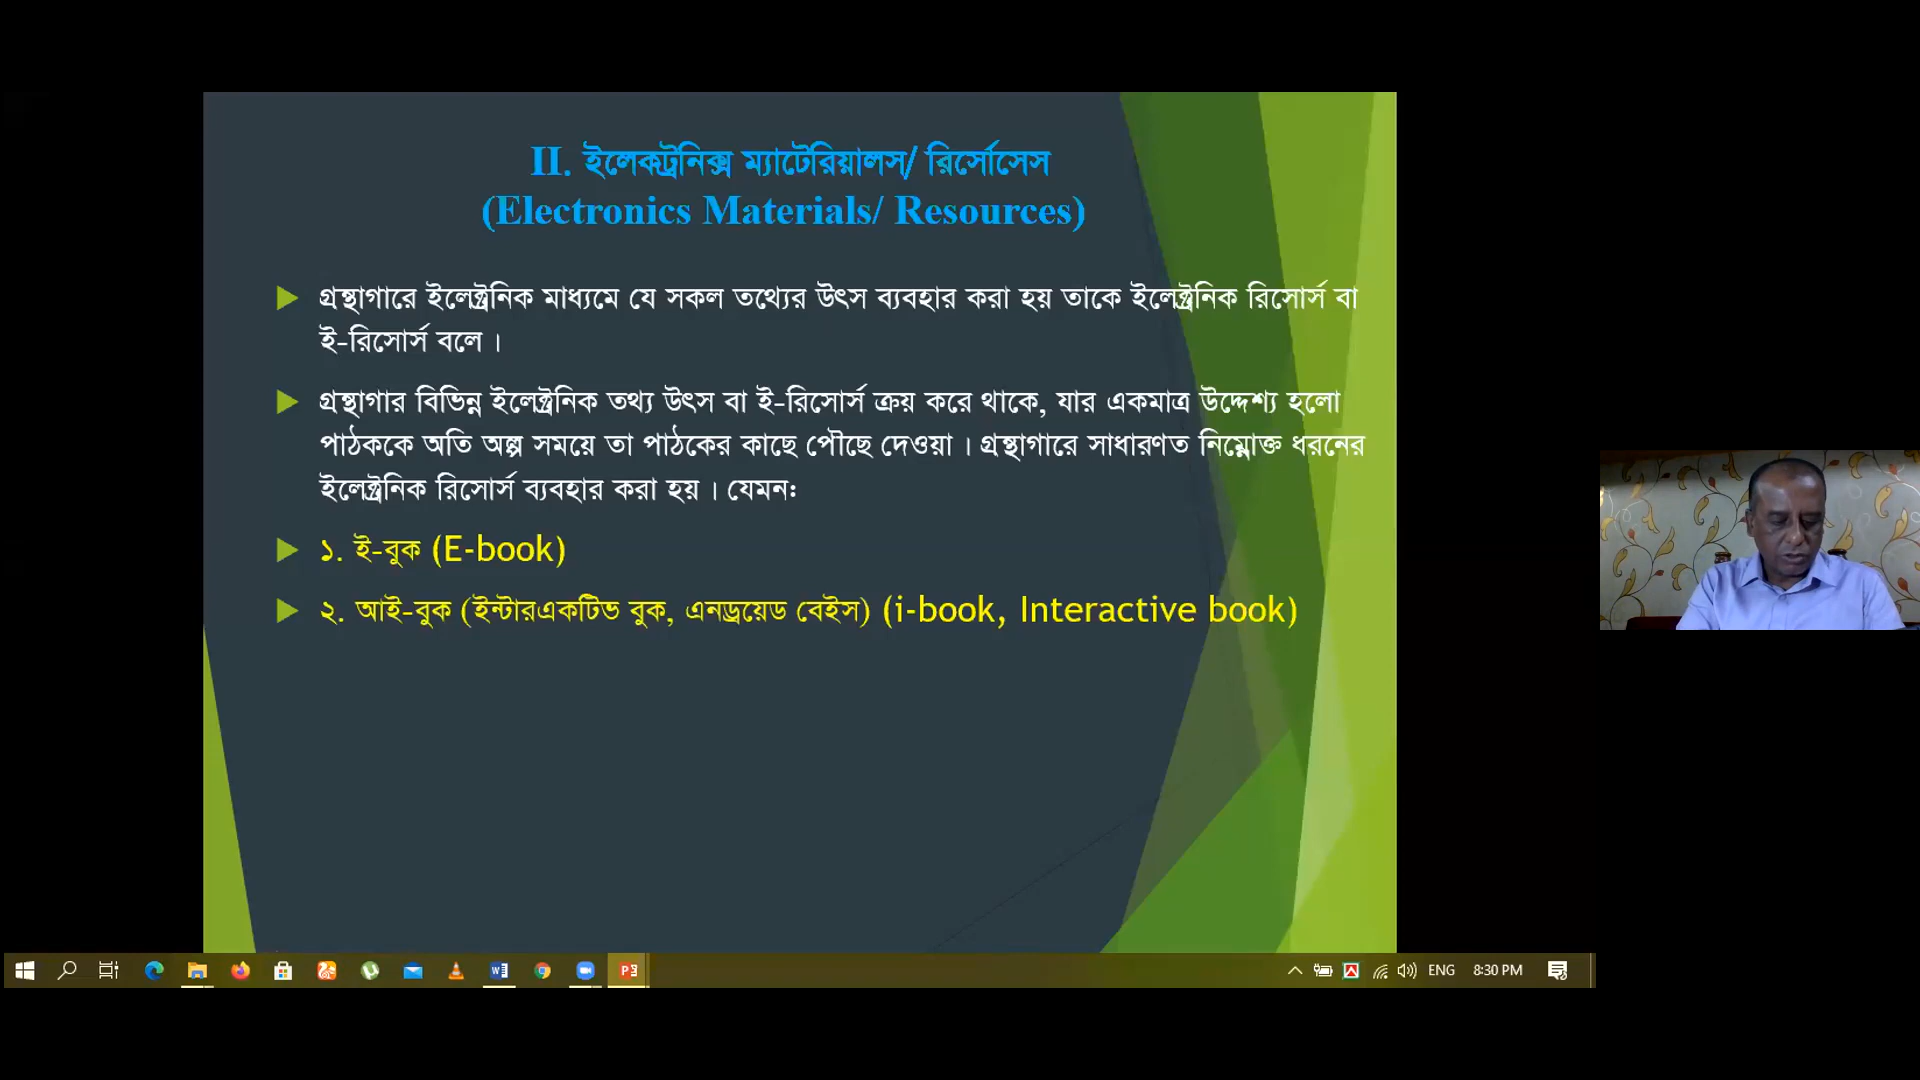 II. ইলেকট্রনিক্স ম্যাটেরিয়ালস/ রির্সোসেস
(Electronics Materials/ Resources)
গ্রন্থাগারে ইলেক্ট্রনিক মাধ্যমে যে সকল তথ্যের উৎস ব্যবহার করা হয় তাকে ইলেক্ট্রনিক রিসোর্স বা
ই-রিসোর্স বলে ।
গ্রন্থাগার বিভিন্ন ইলেক্ট্রনিক তথ্য উৎস বা ই-রিসোর্স ক্রয় করে থাকে, যার একমাত্র উদ্দেশ্য হলো
পাঠককে অতি অল্প সময়ে তা পাঠকের কাছে পৌছে দেওয়া । গ্রন্থাগারে সাধারণত নিম্নোক্ত ধরনের
ইলেক্ট্রনিক রিসোর্স ব্যবহার করা হয় । যেমন:
১. ই-বুক (E-book)
২. আই-বুক (ইন্টারএকটিভ বুক, এনড্রয়েড বেইস) (i-book, Interactive book)
ENG 8:30 PM